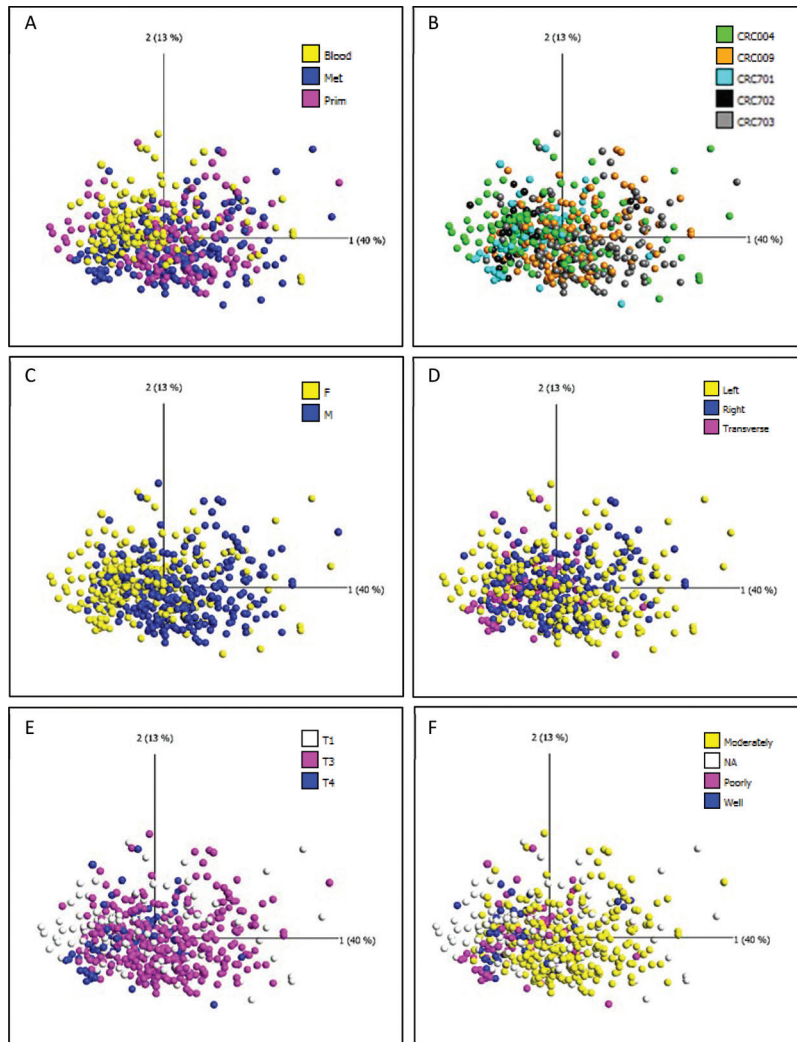 A
2 (13 %)
Blood
Met
Prim
1 (40 %)
B
2 (13 %)
CRC004
CRC009
CRC701
CRC702
CRC703
1 (40 %)
C
2 (13 %)
F
M
1 (40 %)
D
2 (13 %)
Left
Right
Transverse
1 (40 %)
E
2 (13 %)
T1
T3
T4
1 (40 %)
F
2 (13 %)
Moderately
NA
Poorly
Well
1 (40 %)